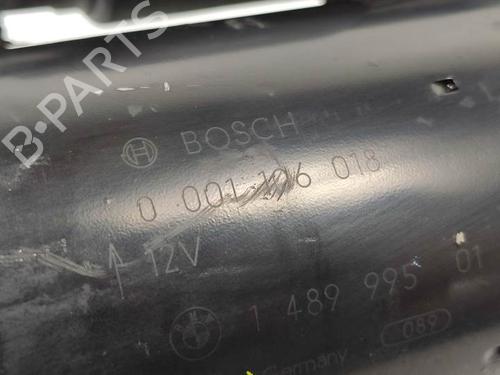 B-PARTS
BOSCH
0 001 106 018
12V
1 489 995 01
089
Germany